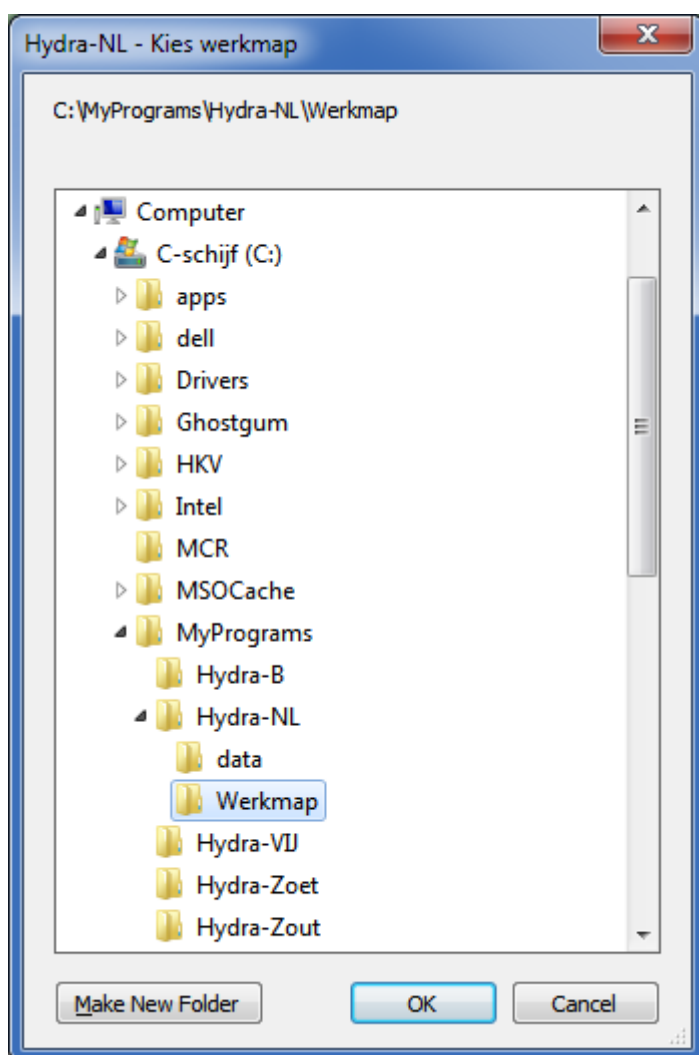 Hydra-NL - Kies werkmap
C:\MyPrograms\Hydra-NL\Werkmap
Computer
C-schijf (C:)
apps
dell
Drivers
Ghostgum
HKV
Intel
MCR
MSOCache
MyPrograms
Hydra-B
Hydra-NL
data
Werkmap
Hydra-VIJ
Hydra-Zoet
Hydra-Zout
Make New Folder OK Cancel